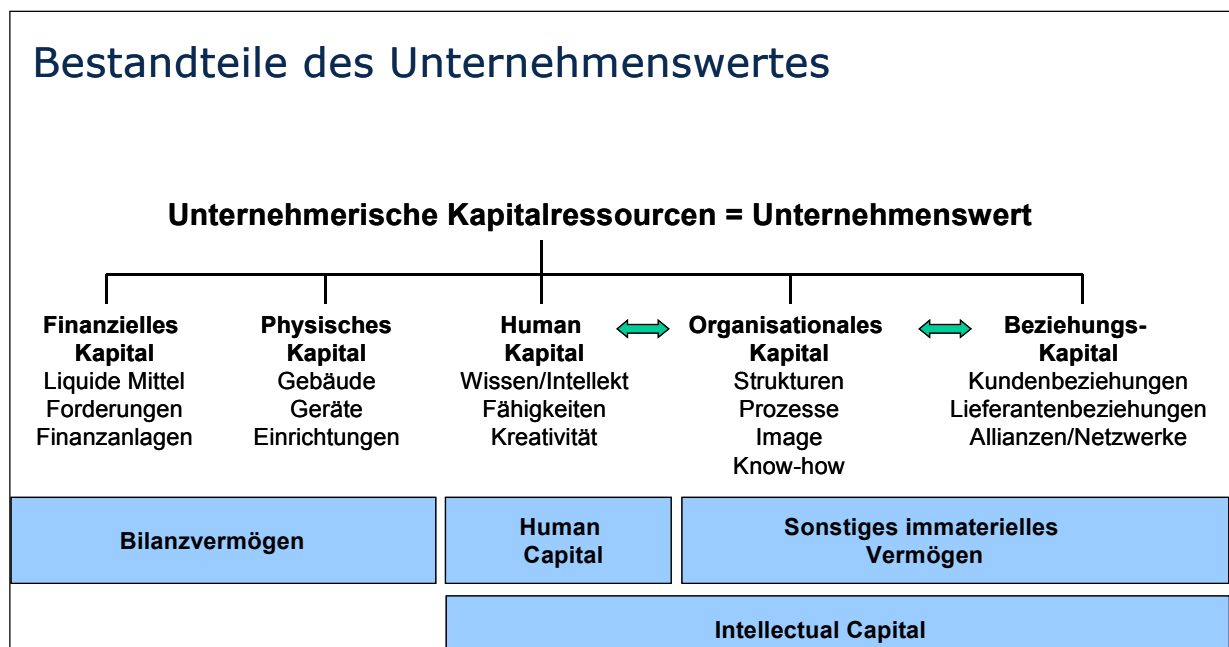 Bestandteile des Unternehmenswertes
Unternehmerische Kapitalressourcen = Unternehmenswert
Finanzielles
Kapital
Liquide Mittel
Forderungen
Finanzanlagen
Physisches
Kapital
Gebäude
Geräte
Einrichtungen
Human
Kapital
Wissen/Intellekt
Fähigkeiten
Kreativität
Organisationales
Kapital
Strukturen
Prozesse
Image
Know-how
Beziehungs-
Kapital
Kundenbeziehungen
Lieferantenbeziehungen
Allianzen/Netzwerke
Bilanzvermögen
Human
Capital
Sonstiges immaterielles
Vermögen
Intellectual Capital